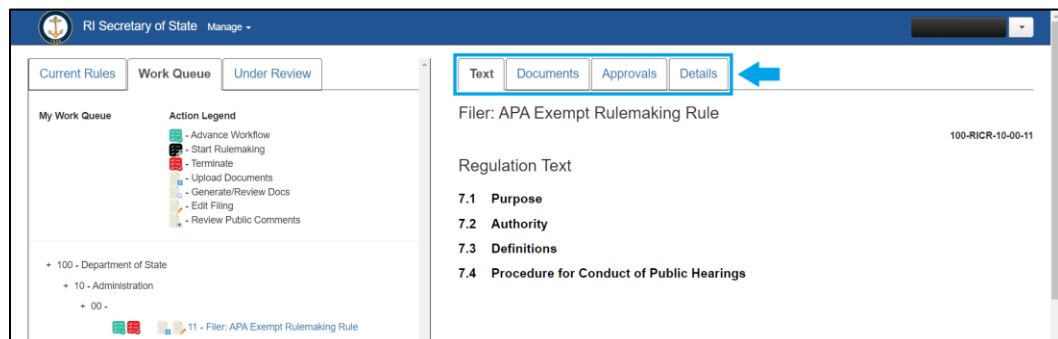 RI Secretary of State Manage
Current Rules Work Queue Under Review
My Work Queue
Action Legend
- Advance Workflow
- Start Rulemaking
- Terminate
- Upload Documents
- Generate/Review Docs
- Edit Filing
- Review Public Comments
+ 100 - Department of State
+ 10 - Administration
+ 00 -
11 - Filer: APA Exempt Rulemaking Rule
Text Documents Approvals Details
Filer: APA Exempt Rulemaking Rule
100-RICR-10-00-11
Regulation Text
7.1 Purpose
7.2 Authority
7.3 Definitions
7.4 Procedure for Conduct of Public Hearings